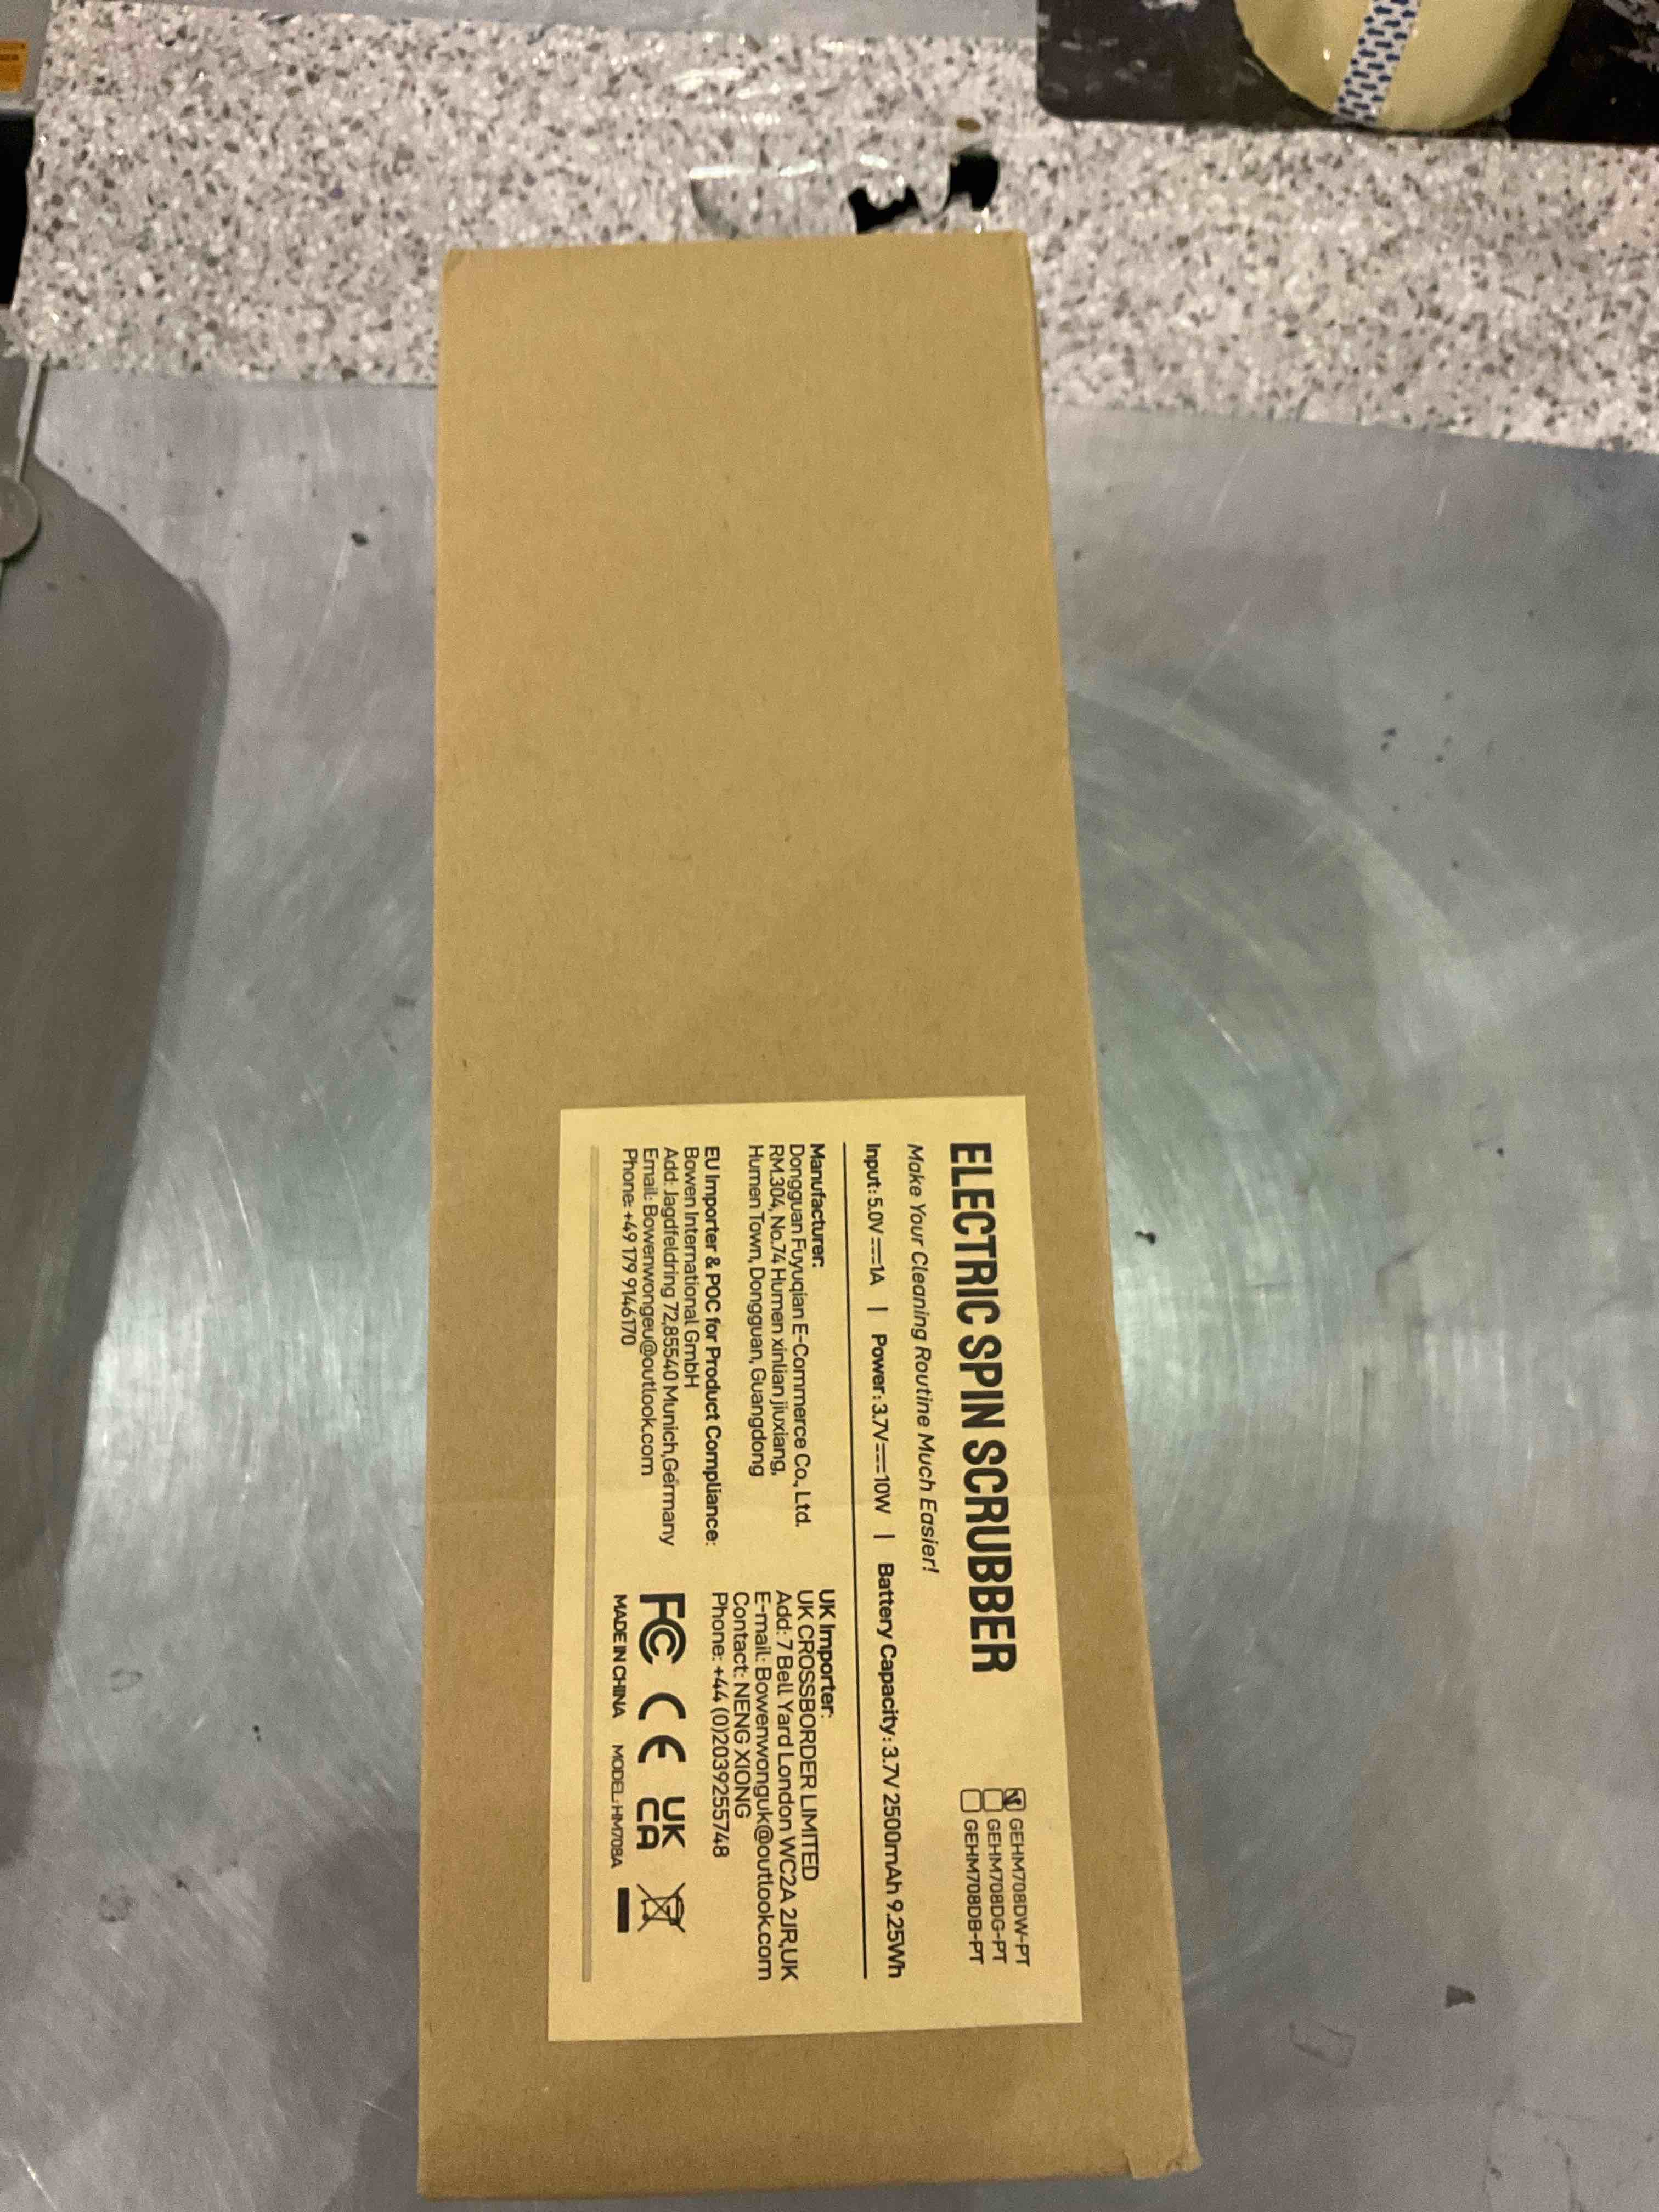 ELECTRIC SPIN SCRUBBER
Make Your Cleaning Routine Much Easier!
GEHM708DW-PT
GEHM708DG-PT
GEHM708DB-PT
Input: 5.0V⎓1A | Power: 3.7V⎓10W | Battery Capacity: 3.7V 2500mAh 9.25Wh
Manufacturer:
Dongguan Fuyuqian E-Commerce Co., Ltd.
RM.304, No.74 Humen xinlian jiuxiang,
Humen Town, Dongguan, Guangdong
EU Importer & POC for Product Compliance:
Bowen International GmbH
Add: Jagdfeldring 72,85540 Munich,Germany
Email: Bowenwongeu@outlook.com
Phone: +49 179 9146170
UK Importer:
UK CROSSBORDER LIMITED
Add: 7 Bell Yard London WC2A 2JR,UK
E-mail: Bowenwonguk@outlook.com
Contact: NENG XIONG
Phone: +44 (0)2039255748
FC CE UK
CA
MADE IN CHINA MODEL: HM708A